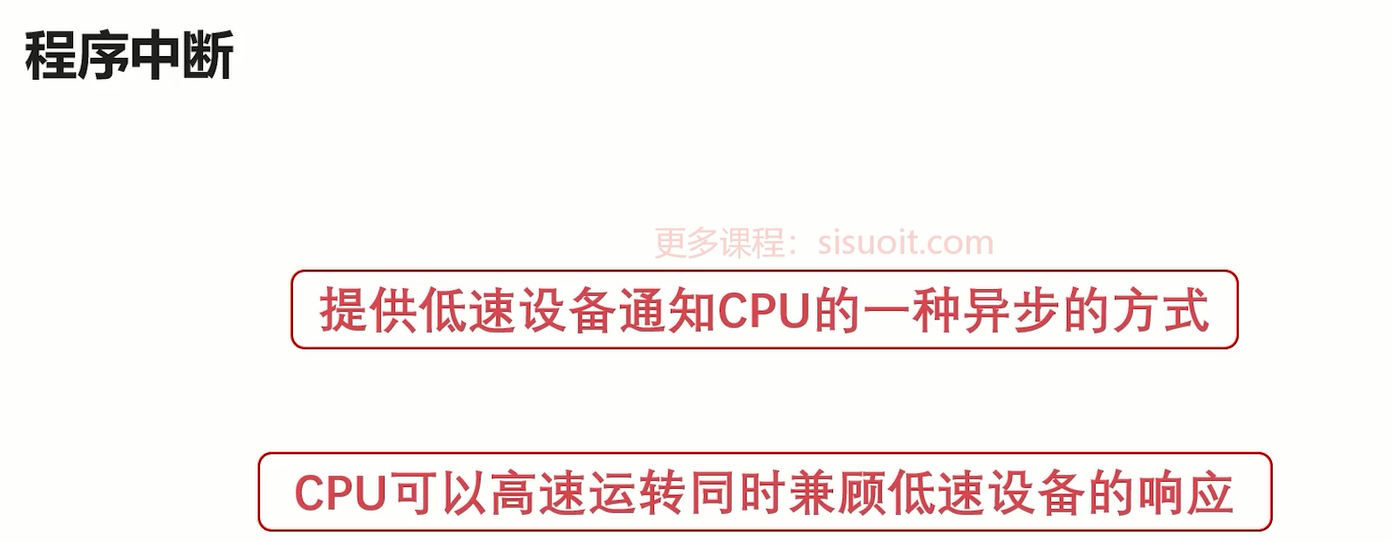 程序中断
更多课程：sisuoit.com
提供低速设备通知CPU的一种异步的方式
CPU可以高速运转同时兼顾低速设备的响应